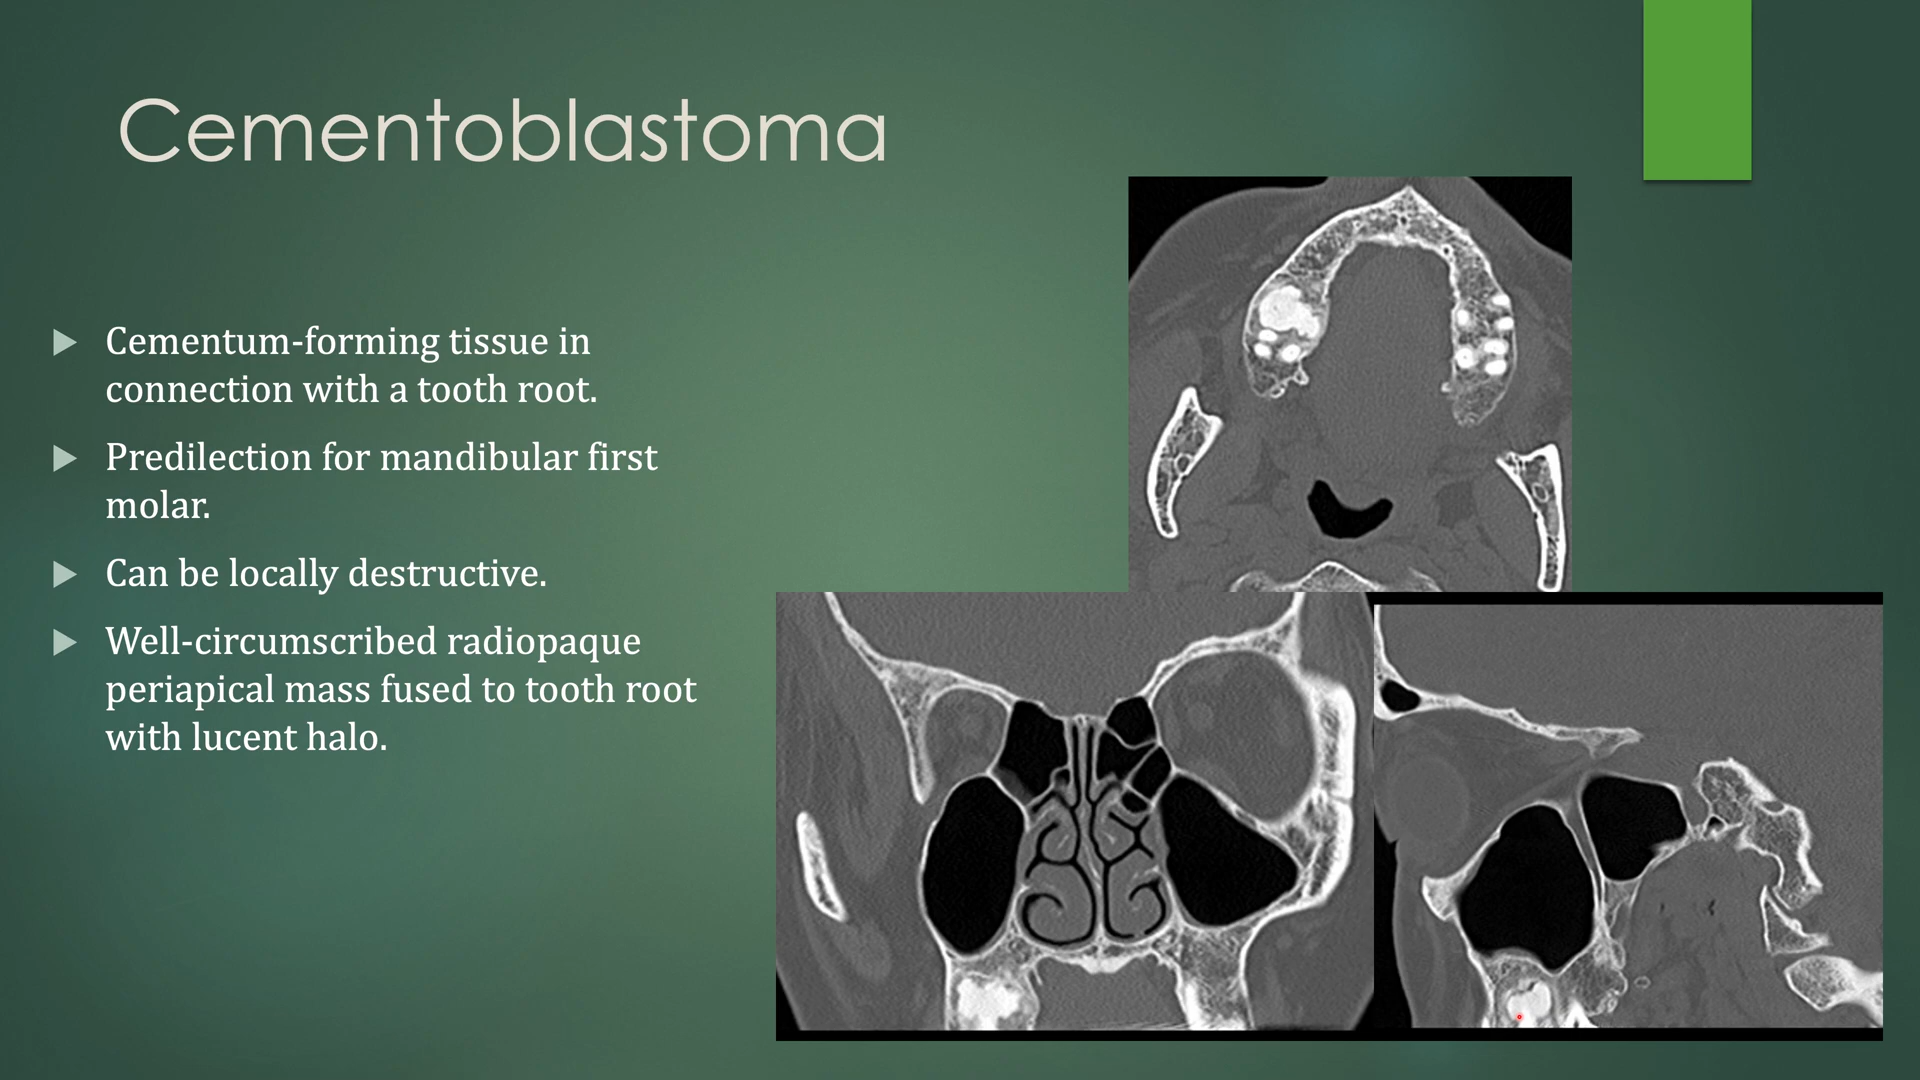 Cementoblastoma
Cementum-forming tissue in
connection with a tooth root.
Predilection for mandibular first
molar.
Can be locally destructive.
Well-circumscribed radiopaque
periapical mass fused to tooth root
with lucent halo.